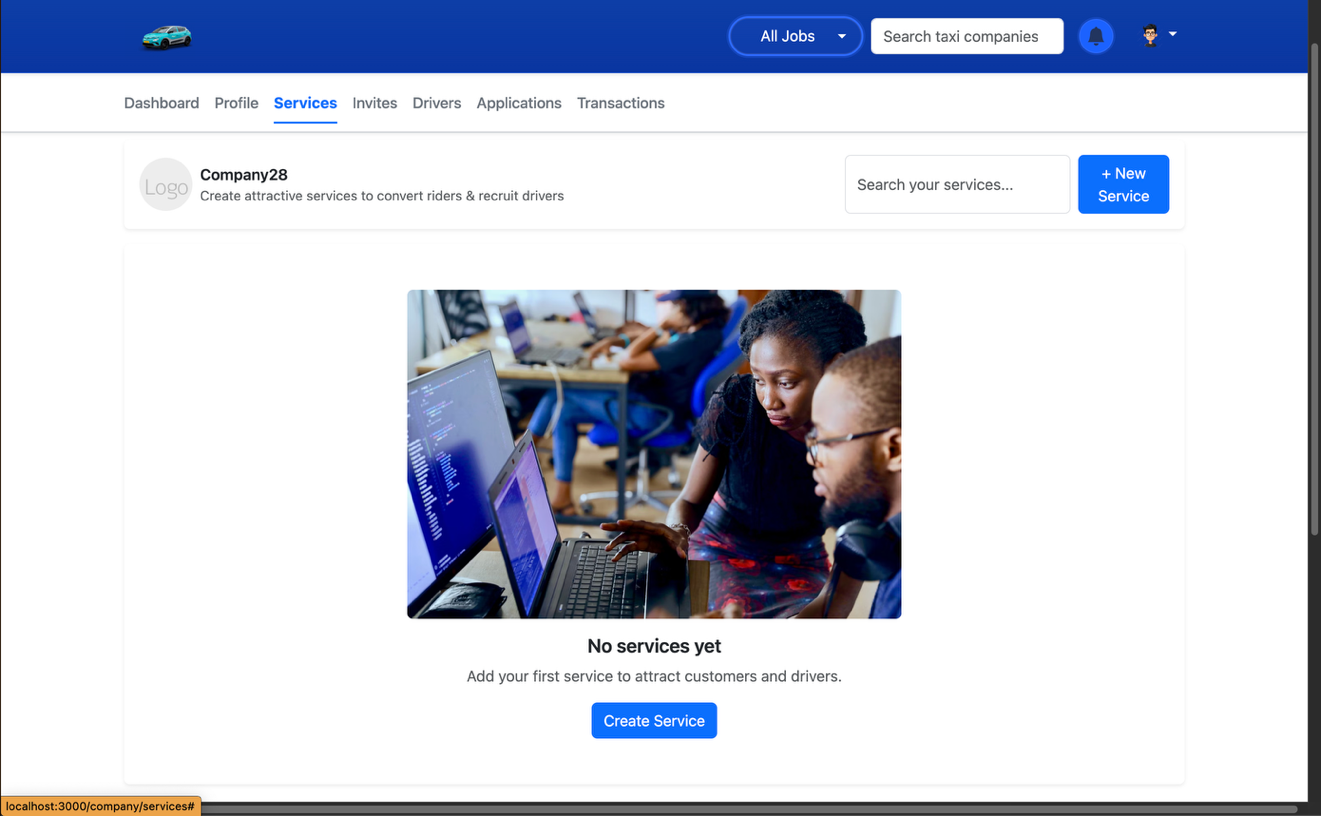 All Jobs
Search taxi companies
Dashboard Profile Services Invites Drivers Applications Transactions
Logo
Company28
Create attractive services to convert riders & recruit drivers
Search your services...
+ New
Service
No services yet
Add your first service to attract customers and drivers.
Create Service
localhost:3000/company/services#